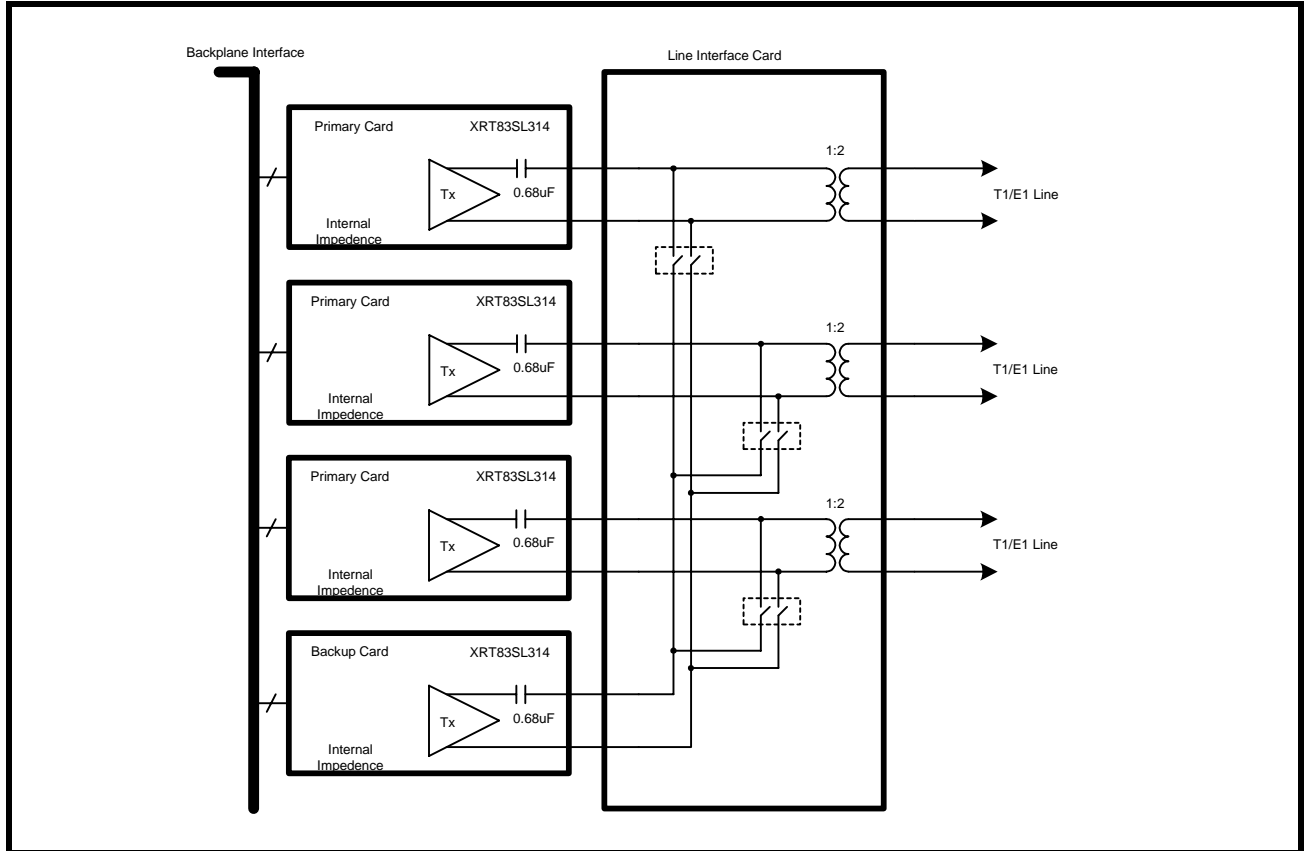 Backplane Interface
Line Interface Card
Primary Card
XRT83SL314
Tx
0.68uF
Internal
Impedence
1:2
T1/E1 Line
Primary Card
XRT83SL314
Tx
0.68uF
Internal
Impedence
1:2
T1/E1 Line
Primary Card
XRT83SL314
Tx
0.68uF
Internal
Impedence
1:2
T1/E1 Line
Backup Card
XRT83SL314
Tx
0.68uF
Internal
Impedence